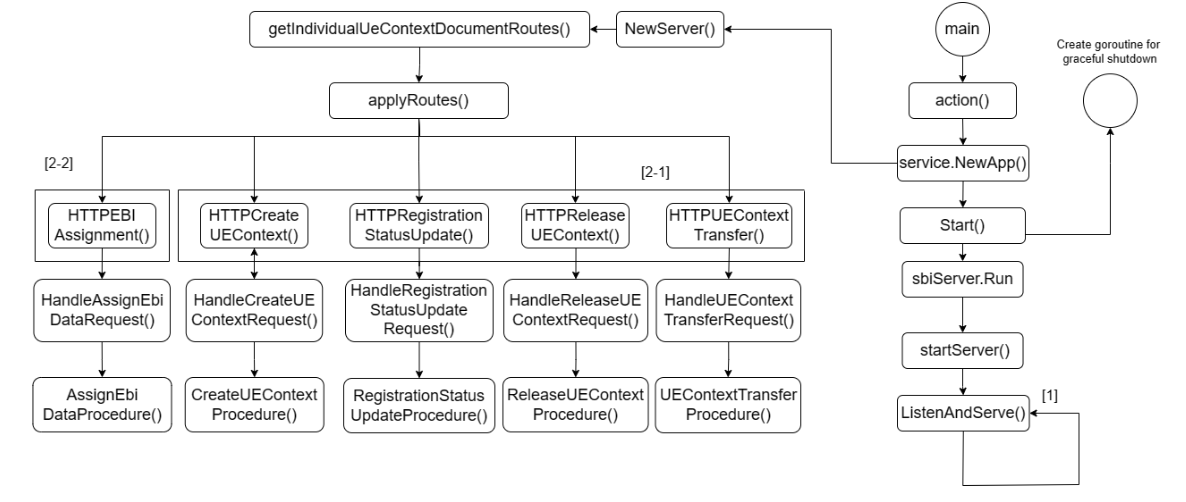 getIndividualUeContextDocumentRoutes()
NewServer()
main
Create goroutine for
graceful shutdown
applyRoutes()
action()
[2-2]
[2-1]
service.NewApp()
HTTPEBI
Assignment()
HTTPCreate
UEContext()
HTTPRegistration
StatusUpdate()
HTTPRelease
UEContext()
HTTPUEContext
Transfer()
Start()
sbiServer.Run
HandleAssignEbi
DataRequest()
HandleCreateUE
ContextRequest()
HandleRegistration
StatusUpdate
Request()
HandleReleaseUE
ContextRequest()
HandleUEContext
TransferRequest()
startServer()
AssignEbi
DataProcedure()
CreateUEContext
Procedure()
RegistrationStatus
UpdateProcedure()
ReleaseUEContext
Procedure()
UEContextTransfer
Procedure()
[1]
ListenAndServe()